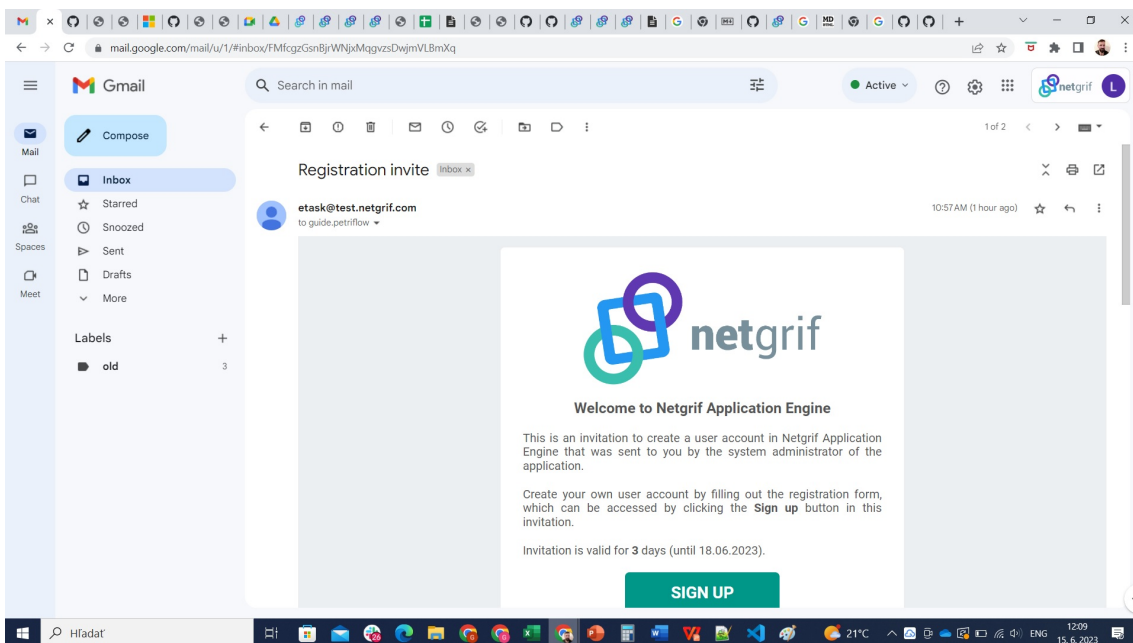 mail.google.com/mail/u/1/#inbox/FMfcgzGsnBjrWNjxMqgvzsDwjmVLBmXq
Gmail
Search in mail
Active
netgrif
L
Mail
Compose
1 of 2
Inbox
Registration invite Inbox x
Chat
Starred
etask@test.netgrif.com
10:57 AM (1 hour ago)
Snoozed
to guide.petriflow
Spaces
Sent
Drafts
Meet
More
Labels
old 3
netgrif
Welcome to Netgrif Application Engine
This is an invitation to create a user account in Netgrif Application
Engine that was sent to you by the system administrator of the
application.
Create your own user account by filling out the registration form,
which can be accessed by clicking the Sign up button in this
invitation.
Invitation is valid for 3 days (until 18.06.2023).
SIGN UP
Hľadať
21°C
ENG
12:09
15. 6. 2023